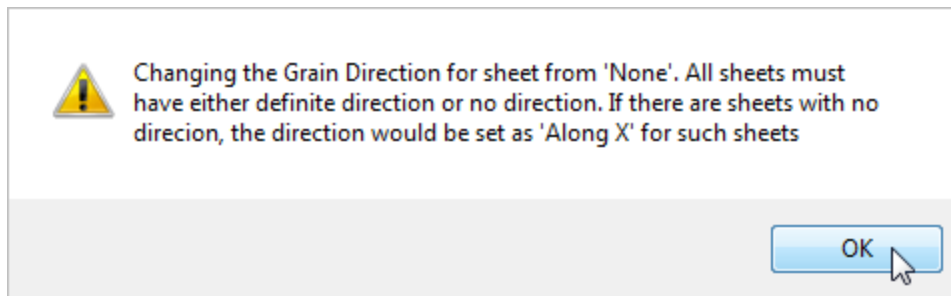 Changing the Grain Direction for sheet from 'None'. All sheets must
have either definite direction or no direction. If there are sheets with no
direcion, the direction would be set as 'Along X' for such sheets
OK